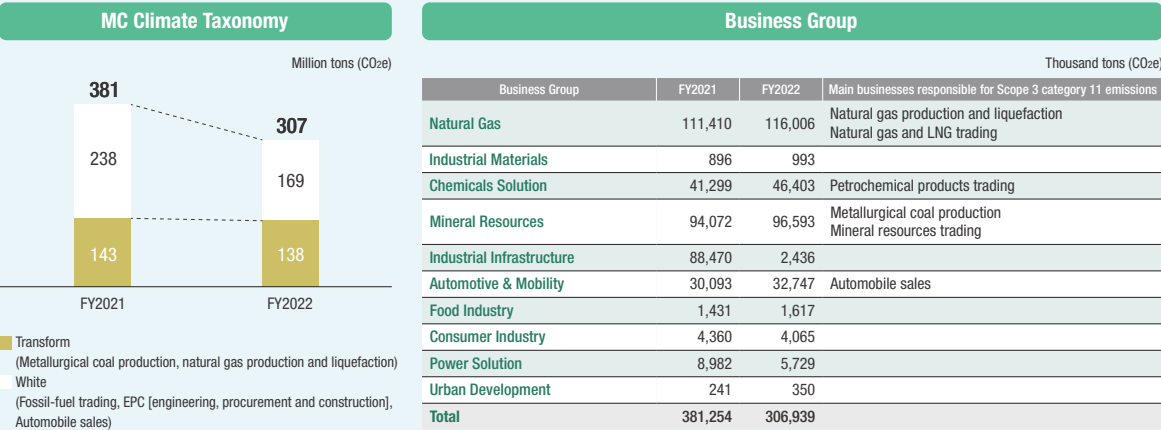 MC Climate Taxonomy
Million tons (CO2e)
381
307
238
169
143
138
FY2021
FY2022
Transform
(Metallurgical coal production, natural gas production and liquefaction)
White
(Fossil-fuel trading, EPC [engineering, procurement and construction],
Automobile sales)
Business Group
Thousand tons (CO2e)
Business Group FY2021 FY2022 Main businesses responsible for Scope 3 category 11 emissions
Natural Gas 111,410 116,006 Natural gas production and liquefaction
Natural gas and LNG trading
Industrial Materials 896 993
Chemicals Solution 41,299 46,403 Petrochemical products trading
Mineral Resources 94,072 96,593 Metallurgical coal production
Mineral resources trading
Industrial Infrastructure 88,470 2,436
Automotive & Mobility 30,093 32,747 Automobile sales
Food Industry 1,431 1,617
Consumer Industry 4,360 4,065
Power Solution 8,982 5,729
Urban Development 241 350
Total 381,254 306,939